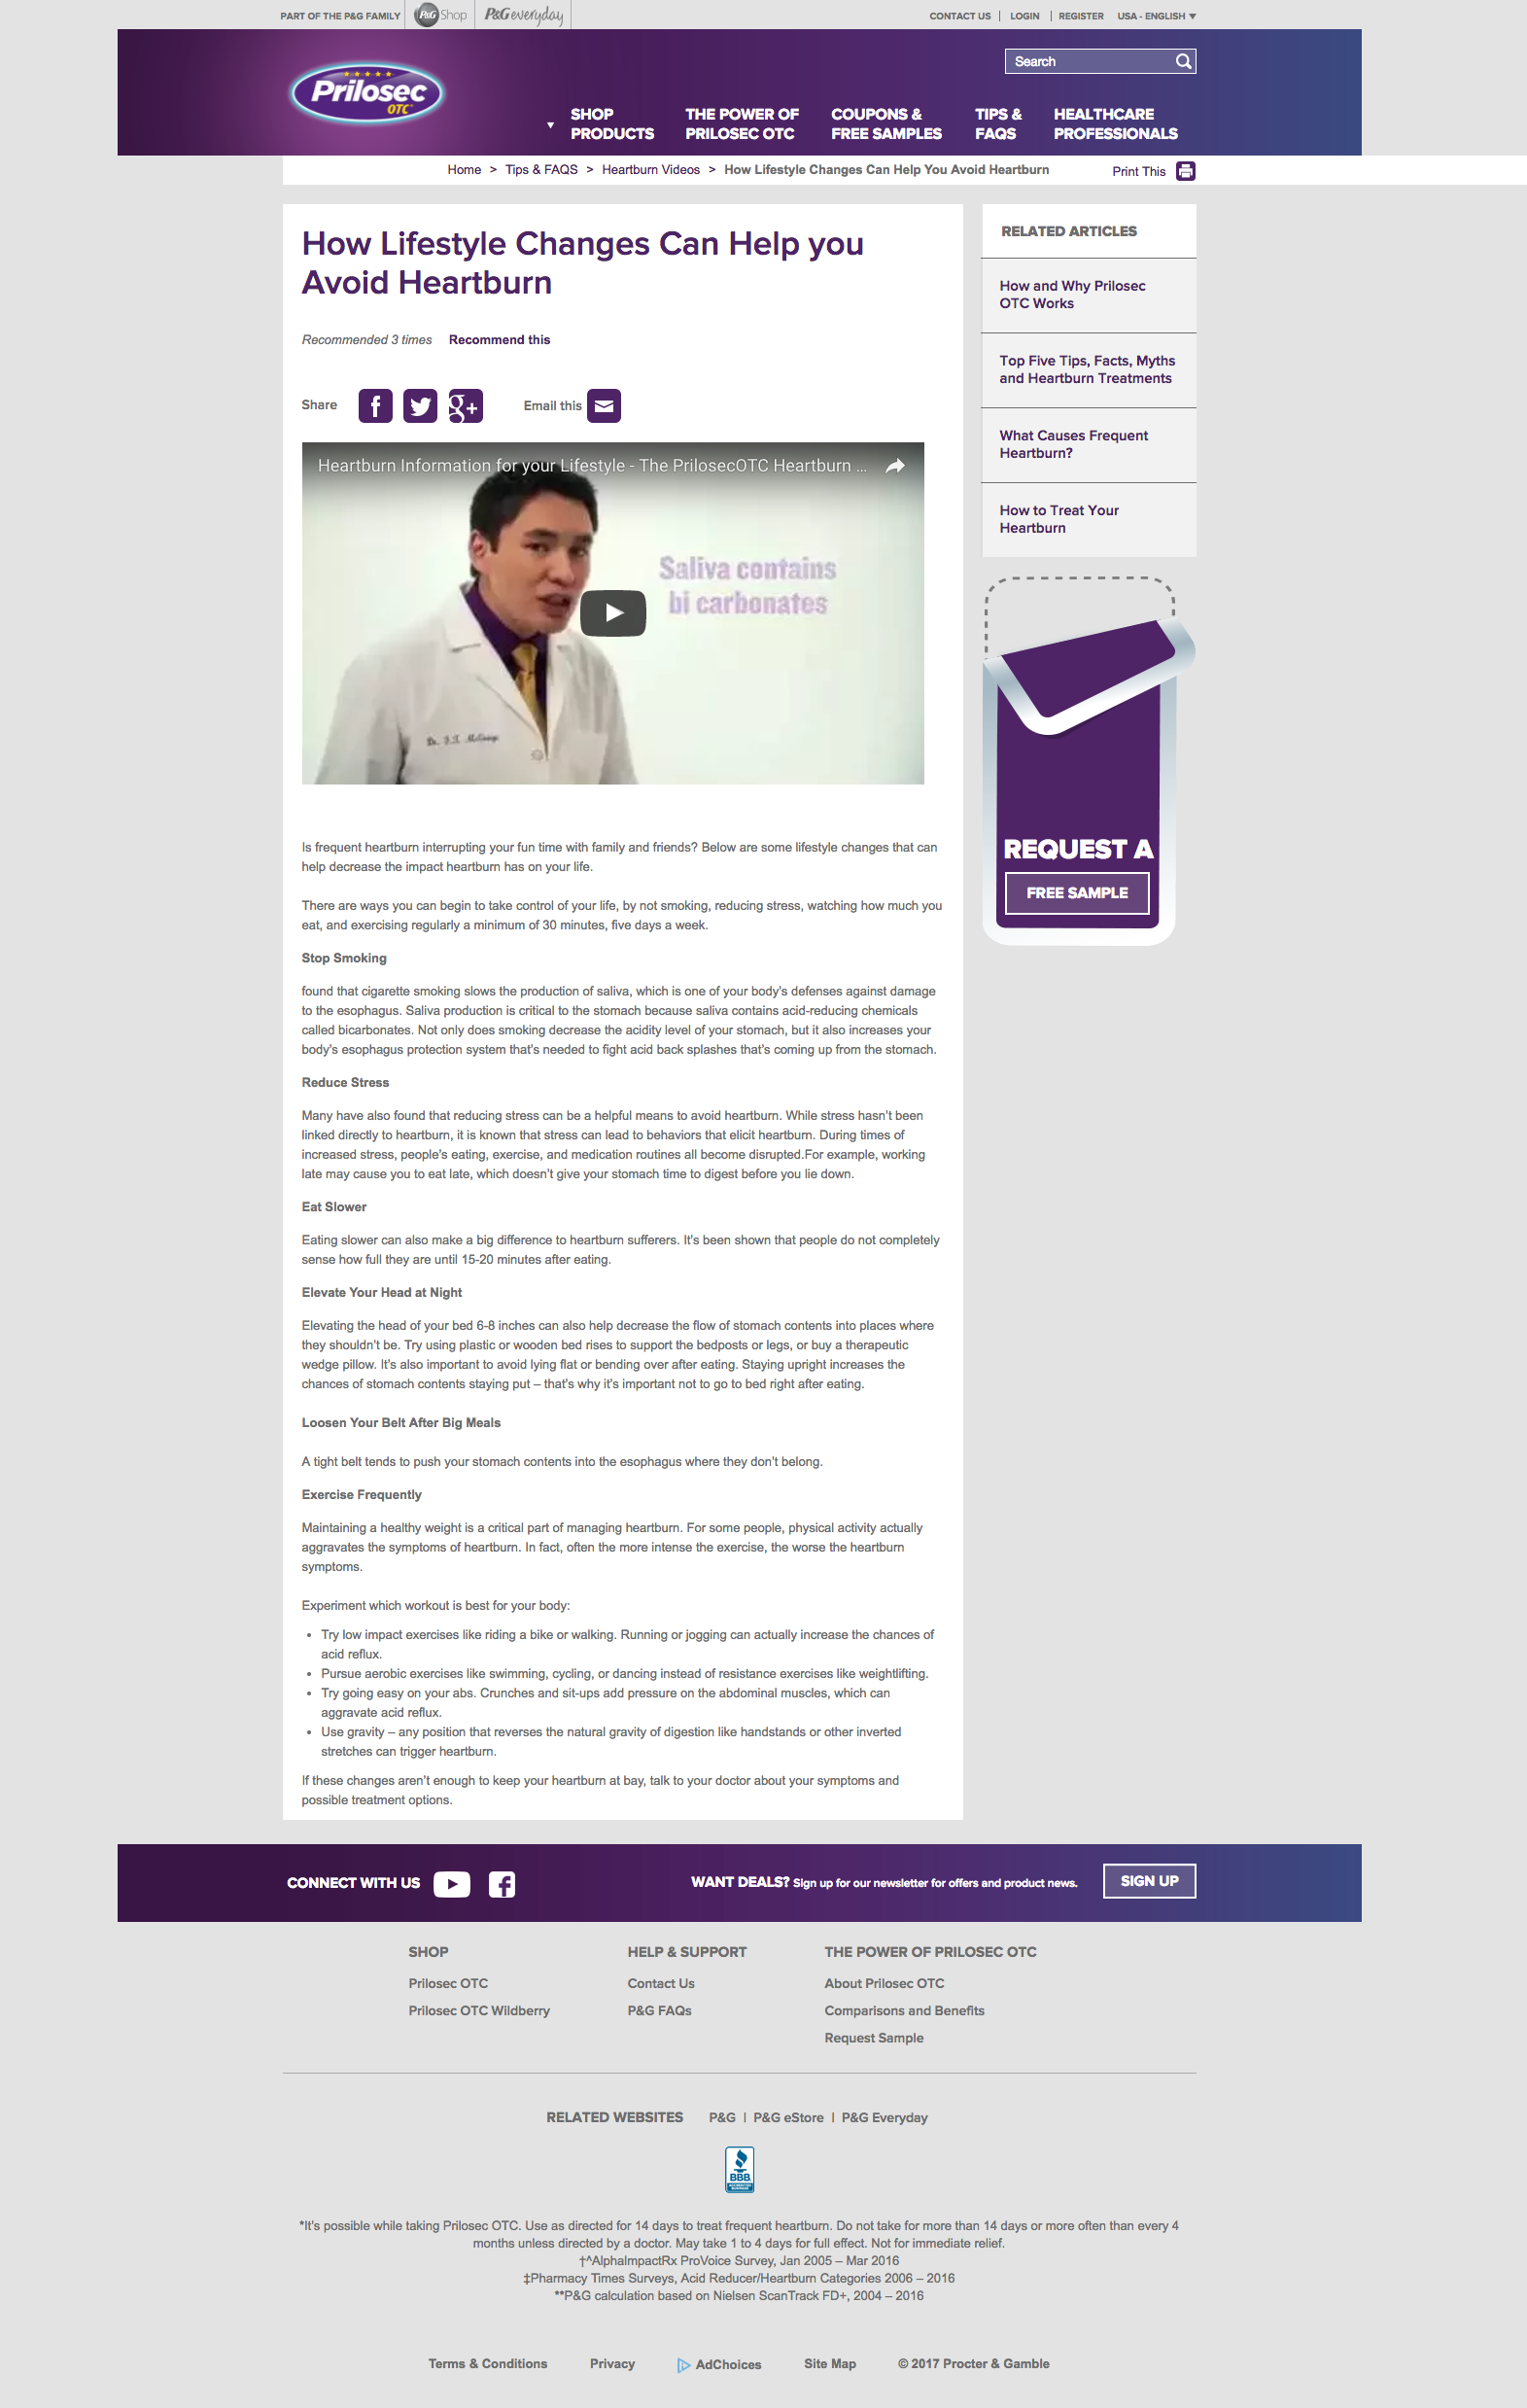 PART OF THE P&G FAMILY
P&G Shop
P&G everyday
CONTACT US | LOGIN | REGISTER USA - ENGLISH ▼
Prilosec
OTC
Search
SHOP
PRODUCTS
THE POWER OF
PRILOSEC OTC
COUPONS &
FREE SAMPLES
TIPS &
FAQS
HEALTHCARE
PROFESSIONALS
Home > Tips & FAQS > Heartburn Videos > How Lifestyle Changes Can Help You Avoid Heartburn
Print This
How Lifestyle Changes Can Help you
Avoid Heartburn
Recommended 3 times Recommend this
Share
Email this
Heartburn Information for your Lifestyle - The PrilosecOTC Heartburn ...
Saliva contains
bi carbonates
Is frequent heartburn interrupting your fun time with family and friends? Below are some lifestyle changes that can
help decrease the impact heartburn has on your life.
There are ways you can begin to take control of your life, by not smoking, reducing stress, watching how much you
eat, and exercising regularly a minimum of 30 minutes, five days a week.
Stop Smoking
found that cigarette smoking slows the production of saliva, which is one of your body's defenses against damage
to the esophagus. Saliva production is critical to the stomach because saliva contains acid-reducing chemicals
called bicarbonates. Not only does smoking decrease the acidity level of your stomach, but it also increases your
body's esophagus protection system that's needed to fight acid back splashes that's coming up from the stomach.
Reduce Stress
Many have also found that reducing stress can be a helpful means to avoid heartburn. While stress hasn't been
linked directly to heartburn, it is known that stress can lead to behaviors that elicit heartburn. During times of
increased stress, people's eating, exercise, and medication routines all become disrupted.For example, working
late may cause you to eat late, which doesn't give your stomach time to digest before you lie down.
Eat Slower
Eating slower can also make a big difference to heartburn sufferers. It's been shown that people do not completely
sense how full they are until 15-20 minutes after eating.
Elevate Your Head at Night
Elevating the head of your bed 6-8 inches can also help decrease the flow of stomach contents into places where
they shouldn't be. Try using plastic or wooden bed rises to support the bedposts or legs, or buy a therapeutic
wedge pillow. It's also important to avoid lying flat or bending over after eating. Staying upright increases the
chances of stomach contents staying put – that's why it's important not to go to bed right after eating.
Loosen Your Belt After Big Meals
A tight belt tends to push your stomach contents into the esophagus where they don't belong.
Exercise Frequently
Maintaining a healthy weight is a critical part of managing heartburn. For some people, physical activity actually
aggravates the symptoms of heartburn. In fact, often the more intense the exercise, the worse the heartburn
symptoms.
Experiment which workout is best for your body:
• Try low impact exercises like riding a bike or walking. Running or jogging can actually increase the chances of
acid reflux.
• Pursue aerobic exercises like swimming, cycling, or dancing instead of resistance exercises like weightlifting.
• Try going easy on your abs. Crunches and sit-ups add pressure on the abdominal muscles, which can
aggravate acid reflux.
• Use gravity – any position that reverses the natural gravity of digestion like handstands or other inverted
stretches can trigger heartburn.
If these changes aren't enough to keep your heartburn at bay, talk to your doctor about your symptoms and
possible treatment options.
RELATED ARTICLES
How and Why Prilosec
OTC Works
Top Five Tips, Facts, Myths
and Heartburn Treatments
What Causes Frequent
Heartburn?
How to Treat Your
Heartburn
REQUEST A
FREE SAMPLE
CONNECT WITH US
WANT DEALS? Sign up for our newsletter for offers and product news.
SIGN UP
SHOP
Prilosec OTC
Prilosec OTC Wildberry
HELP & SUPPORT
Contact Us
P&G FAQs
THE POWER OF PRILOSEC OTC
About Prilosec OTC
Comparisons and Benefits
Request Sample
RELATED WEBSITES P&G | P&G eStore | P&G Everyday
BBB
*It's possible while taking Prilosec OTC. Use as directed for 14 days to treat frequent heartburn. Do not take for more than 14 days or more often than every 4
months unless directed by a doctor. May take 1 to 4 days for full effect. Not for immediate relief.
†^AlphaImpactRx ProVoice Survey, Jan 2005 – Mar 2016
‡Pharmacy Times Surveys, Acid Reducer/Heartburn Categories 2006 – 2016
**P&G calculation based on Nielsen ScanTrack FD+, 2004 – 2016
Terms & Conditions Privacy AdChoices Site Map © 2017 Procter & Gamble